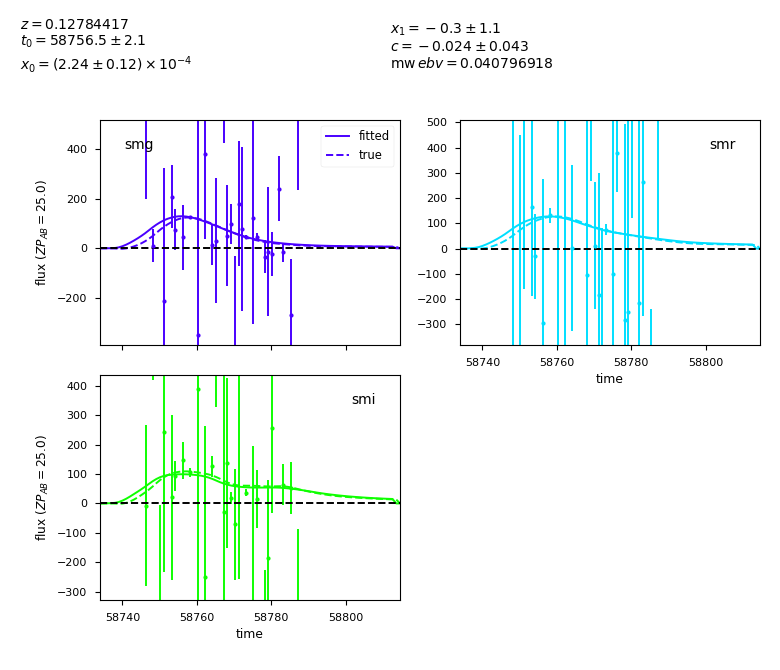 z = 0.12784417
t₀ = 58756.5 ± 2.1
x₀ = (2.24 ± 0.12) × 10⁻⁴
x₁ = −0.3 ± 1.1
c = −0.024 ± 0.043
mw ebv = 0.040796918
smg
fitted
true
400
200
0
−200
flux (ZP_AB = 25.0)
smr
500
400
300
200
100
0
−100
−200
−300
58740 58760 58780 58800
time
smi
400
300
200
100
0
−100
−200
−300
flux (ZP_AB = 25.0)
58740 58760 58780 58800
time